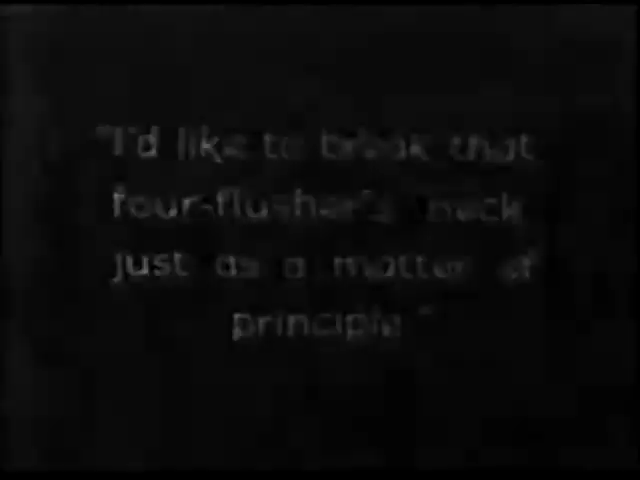 "I'd like to break that
four-flusher's neck
just as a matter of
principle."